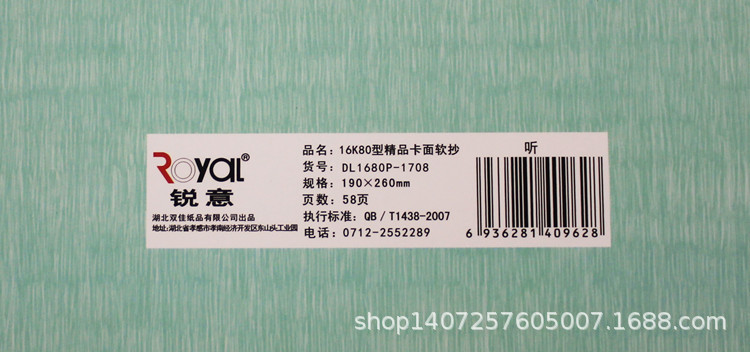 ROyal®
锐意
湖北双佳纸品有限公司出品
地址:湖北省孝感市孝南经济开发区东山头工业园
品名: 16K80型精品卡面软抄
货号: DL1680P-1708
规格: 190×260mm
页数: 58页
执行标准: QB/T1438-2007
电话: 0712-2552289
听
6 936281 409628
shop1407257605007.1688.com